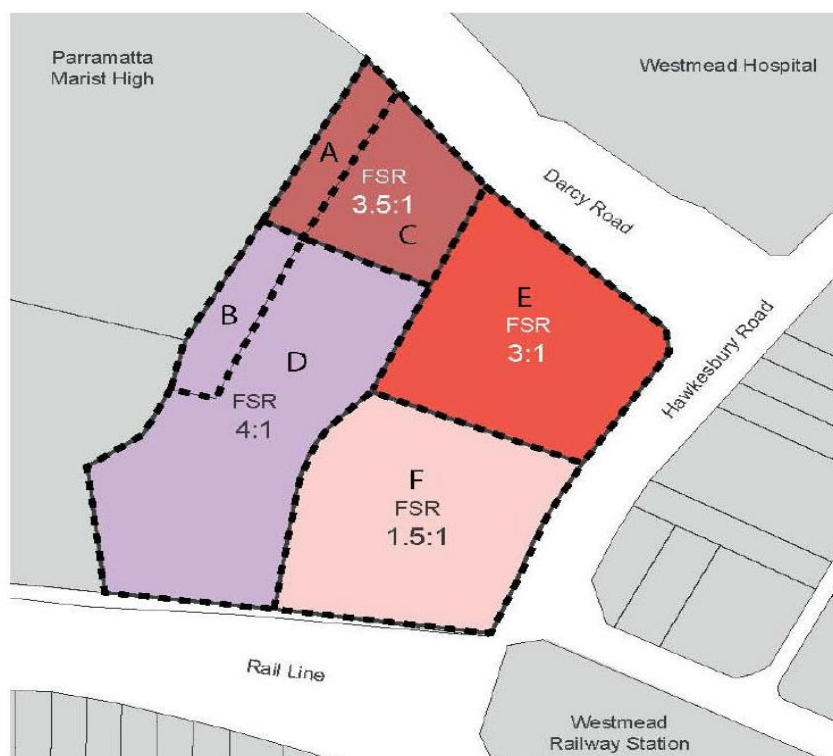 Parramatta
Marist High
Westmead Hospital
A
FSR
3.5:1
C
Darcy Road
B
D
FSR
4:1
E
FSR
3:1
Hawkesbury Road
F
FSR
1.5:1
Rail Line
Westmead
Railway Station